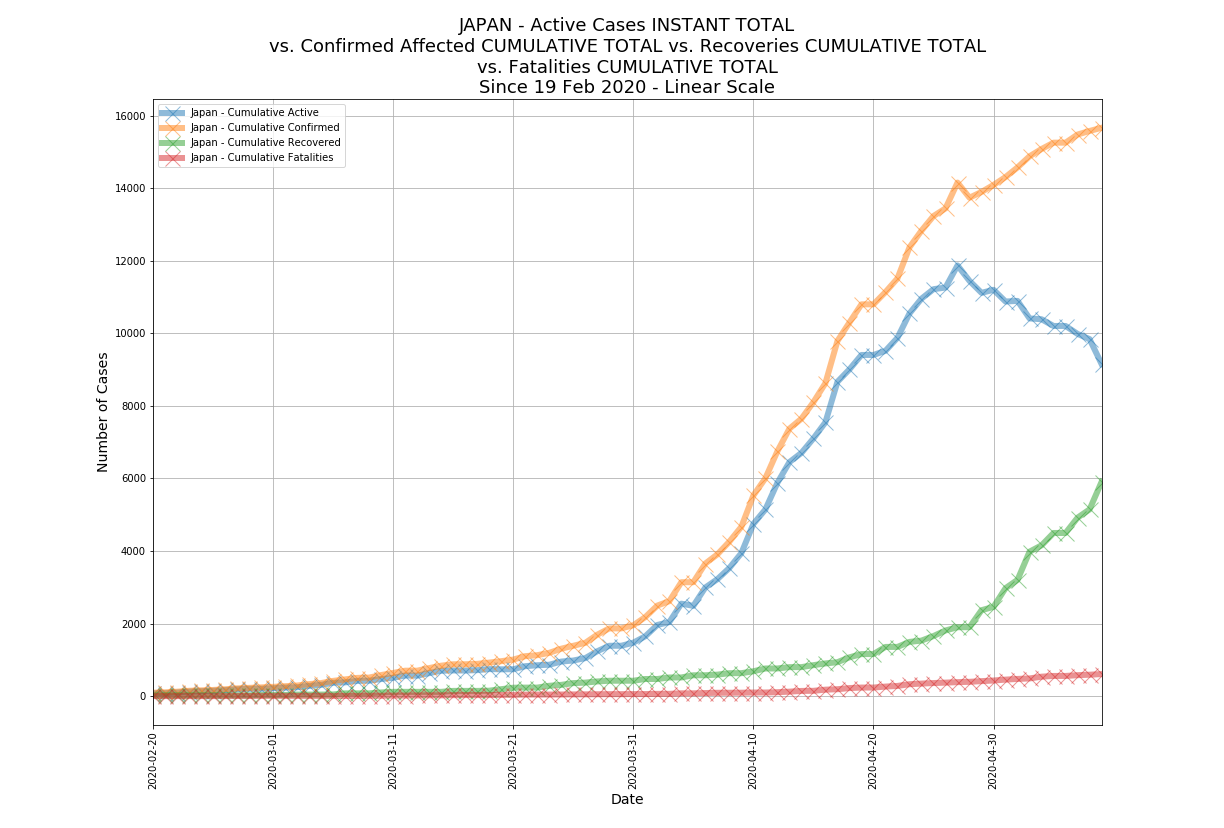 JAPAN - Active Cases INSTANT TOTAL
vs. Confirmed Affected CUMULATIVE TOTAL vs. Recoveries CUMULATIVE TOTAL
vs. Fatalities CUMULATIVE TOTAL
Since 19 Feb 2020 - Linear Scale
Japan - Cumulative Active
Japan - Cumulative Confirmed
Japan - Cumulative Recovered
Japan - Cumulative Fatalities
16000
14000
12000
10000
8000
6000
4000
2000
0
Number of Cases
2020-02-20
2020-03-01
2020-03-11
2020-03-21
2020-03-31
2020-04-10
2020-04-20
2020-04-30
Date